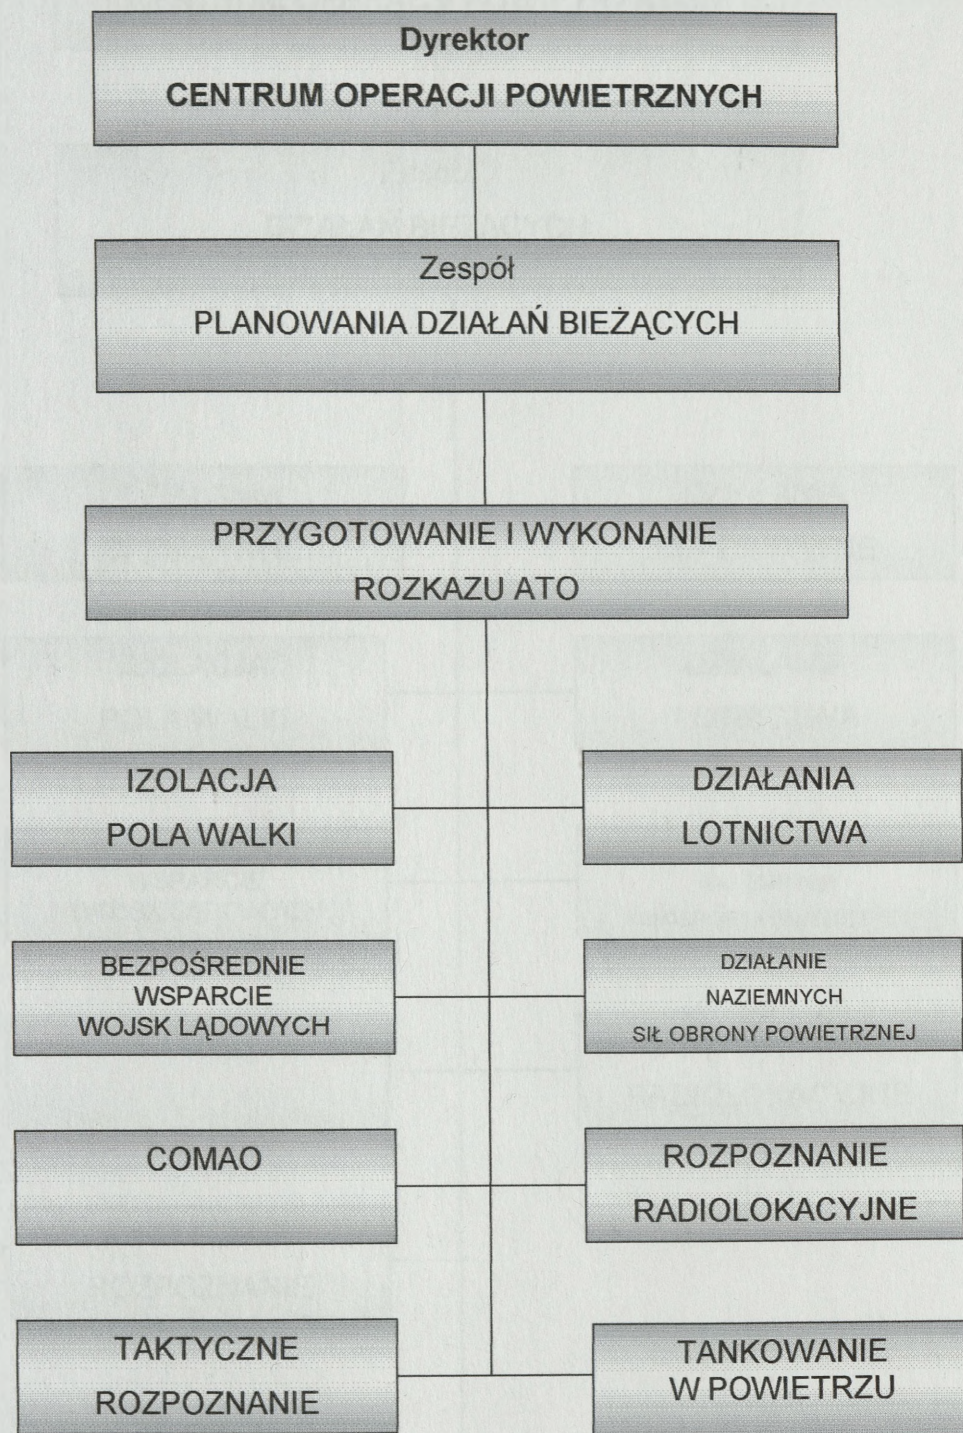 Dyrektor
CENTRUM OPERACJI POWIETRZNYCH
Zespół
PLANOWANIA DZIAŁAŃ BIEŻĄCYCH
PRZYGOTOWANIE I WYKONANIE
ROZKAZU ATO
IZOLACJA
POLA WALKI
DZIAŁANIA
LOTNICTWA
BEZPOŚREDNIE
WSPARCIE
WOJSK LĄDOWYCH
DZIAŁANIE
NAZIEMNYCH
SIŁ OBRONY POWIETRZNEJ
COMAO
ROZPOZNANIE
RADIOLOKACYJNE
TAKTYCZNE
ROZPOZNANIE
TANKOWANIE
W POWIETRZU